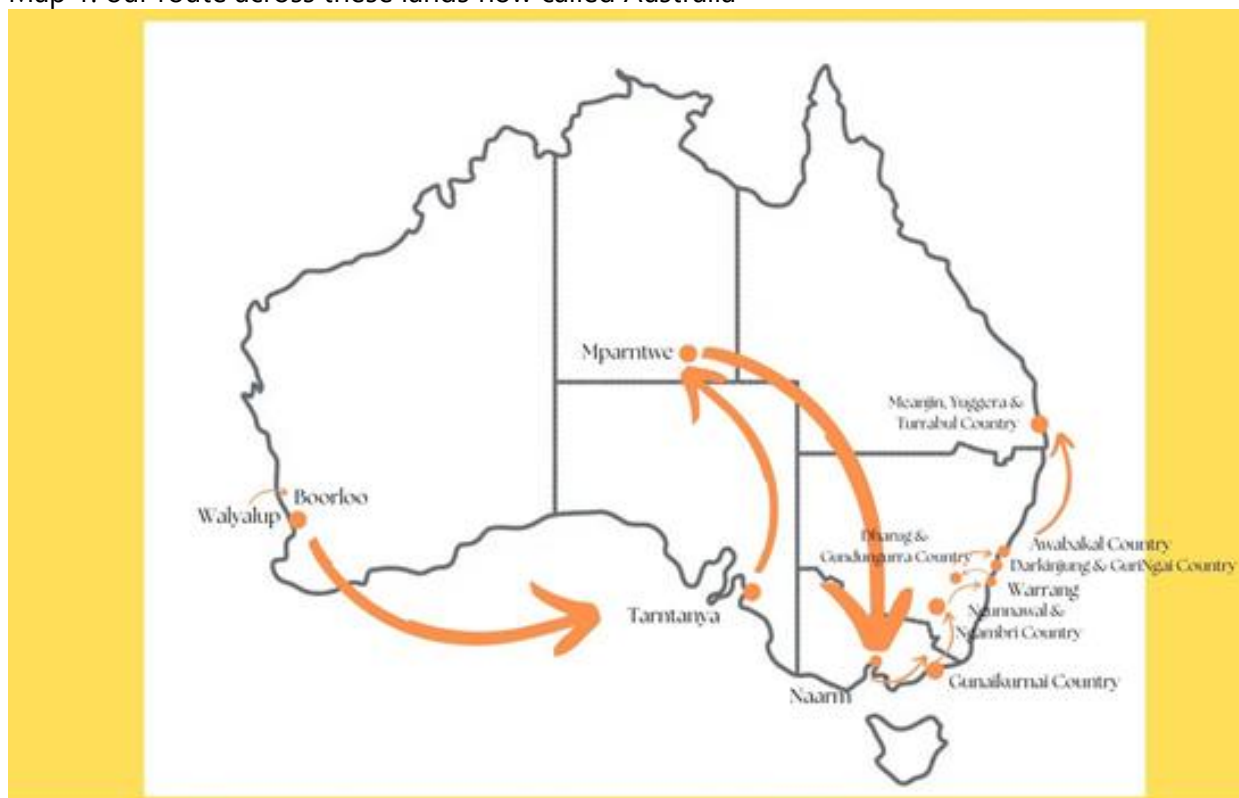 Map 1: our route across these lands now called Australia
Mparntwe
Meanjin, Yuggera &
Turrabul Country
Boorloo
Walyalup
Dharug &
Gundungurra Country
Awabakal Country
Darkinjung & GuriNgai Country
Warrang
Ngunnawal &
Ngambri Country
Tarntanya
Gunaikurnai Country
Naarm